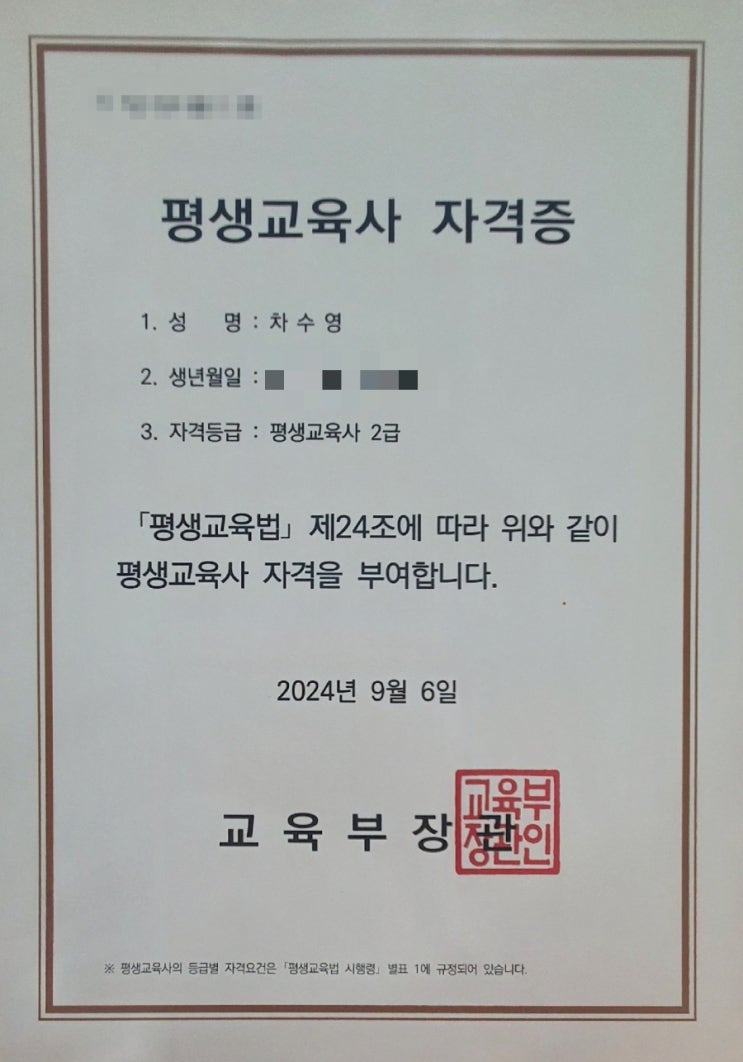 평생교육사 자격증
1. 성 명 : 차 수 영
2. 생년월일 :
3. 자격등급 : 평생교육사 2급
「평생교육법」 제24조에 따라 위와 같이
평생교육사 자격을 부여합니다.
2024년 9월 6일
교 육 부 장 관
교육부
장관인
※ 평생교육사의 등급별 자격요건은 「평생교육법 시행령」 별표 1에 규정되어 있습니다.